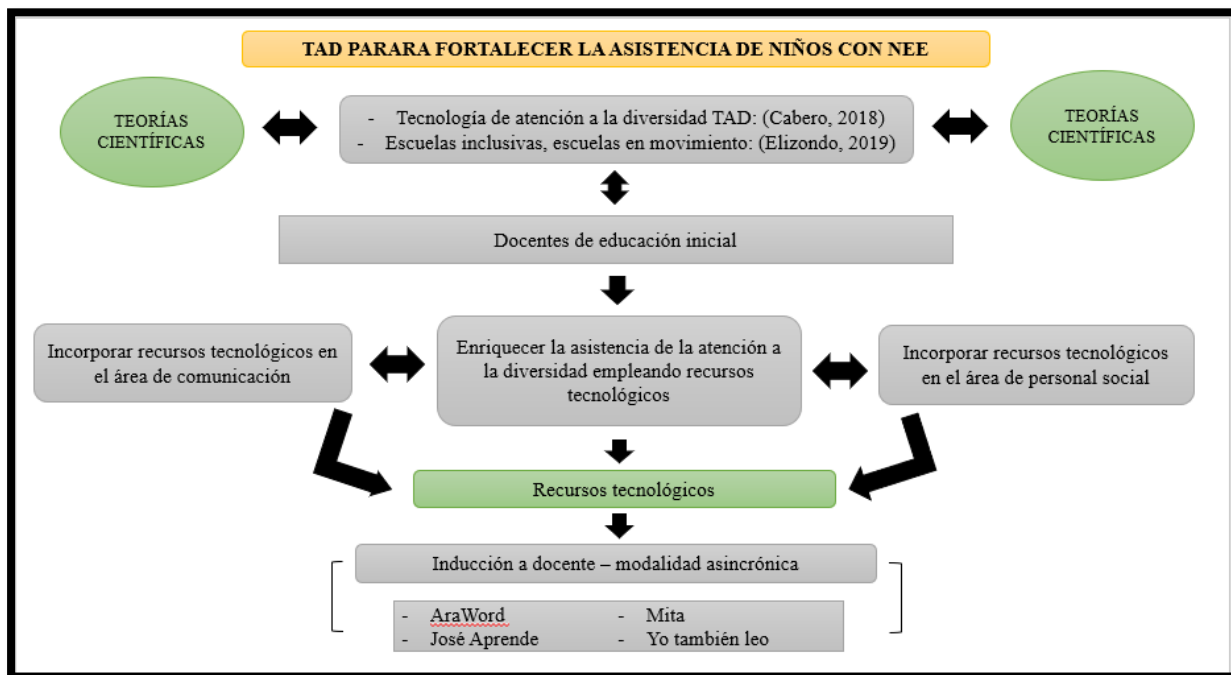 TAD PARARA FORTALECER LA ASISTENCIA DE NIÑOS CON NEE
TEORÍAS
CIENTÍFICAS
- Tecnología de atención a la diversidad TAD: (Cabero, 2018)
- Escuelas inclusivas, escuelas en movimiento: (Elizondo, 2019)
TEORÍAS
CIENTÍFICAS
Docentes de educación inicial
Incorporar recursos tecnológicos en
el área de comunicación
Enriquecer la asistencia de la atención a
la diversidad empleando recursos
tecnológicos
Incorporar recursos tecnológicos
en el área de personal social
Recursos tecnológicos
Inducción a docente – modalidad asincrónica
- AraWord
- José Aprende
- Mita
- Yo también leo